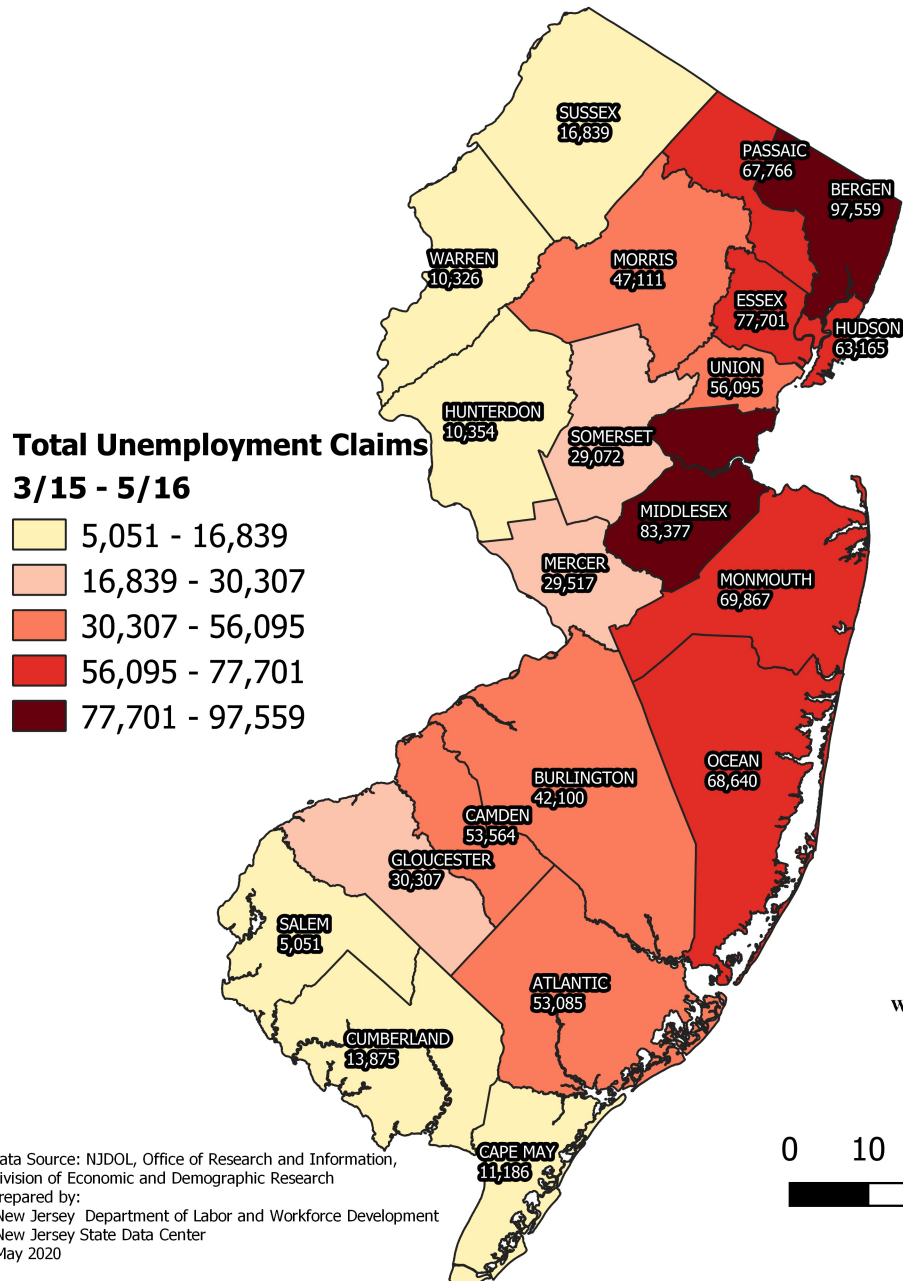 SUSSEX
16,839
PASSAIC
67,766
BERGEN
97,559
WARREN
10,326
MORRIS
47,111
ESSEX
77,701
HUDSON
63,165
UNION
56,095
HUNTERDON
10,354
SOMERSET
29,072
Total Unemployment Claims
3/15 - 5/16
5,051 - 16,839
16,839 - 30,307
30,307 - 56,095
56,095 - 77,701
77,701 - 97,559
MIDDLESEX
83,377
MERCER
29,517
MONMOUTH
69,867
OCEAN
68,640
BURLINGTON
42,100
CAMDEN
53,564
GLOUCESTER
30,307
SALEM
5,051
ATLANTIC
53,085
W
CUMBERLAND
13,875
CAPE MAY
11,186
0 10
ata Source: NJDOL, Office of Research and Information,
ivision of Economic and Demographic Research
repared by:
New Jersey Department of Labor and Workforce Development
New Jersey State Data Center
May 2020